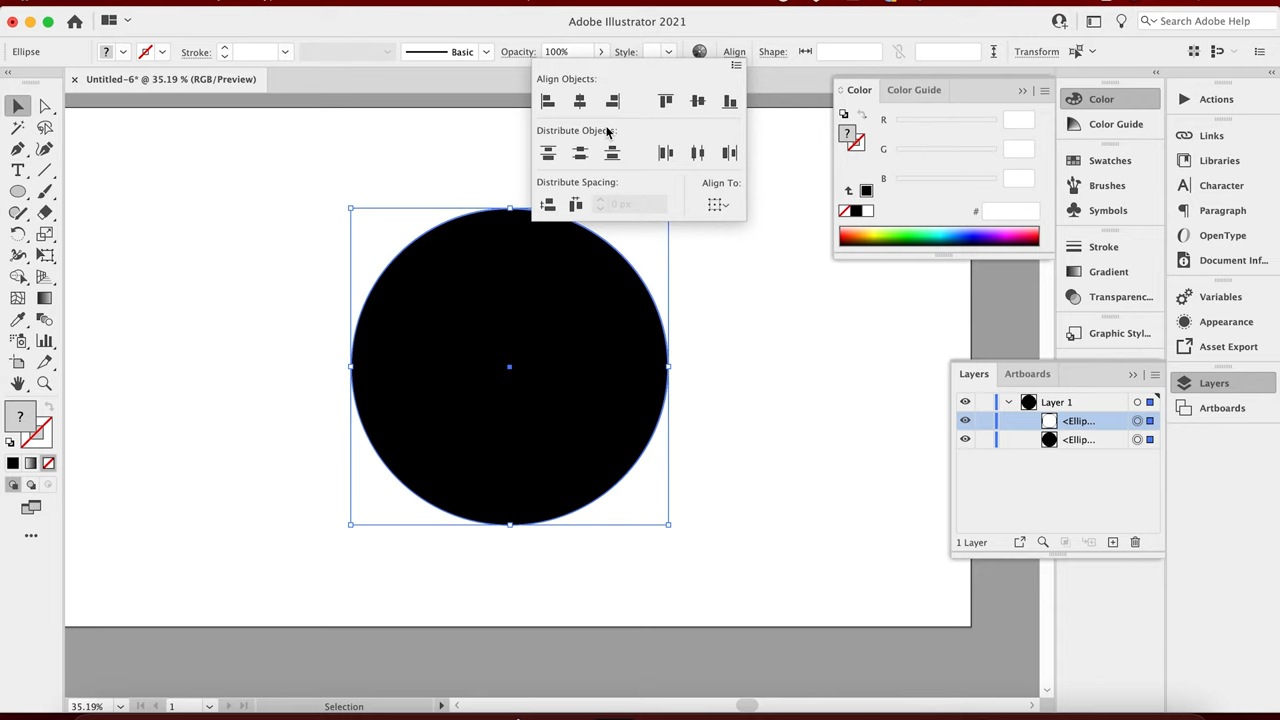 Adobe Illustrator 2021
Search Adobe Help
Ellipse
?
Stroke:
Basic
Opacity:
100%
Style:
Align
Shape:
Transform
Untitled-6* @ 35.19 % (RGB/Preview)
Align Objects:
Distribute Objects:
Distribute Spacing:
Align To:
0 px
Color
Color Guide
?
R
G
B
#
Color
Color Guide
Swatches
Brushes
Symbols
Stroke
Gradient
Transparenc...
Graphic Styl...
Actions
Links
Libraries
Character
Paragraph
OpenType
Document Inf...
Variables
Appearance
Asset Export
Layers
Artboards
Layers
Artboards
Layer 1
<Ellip...
<Ellip...
1 Layer
?
35.19%
1
Selection